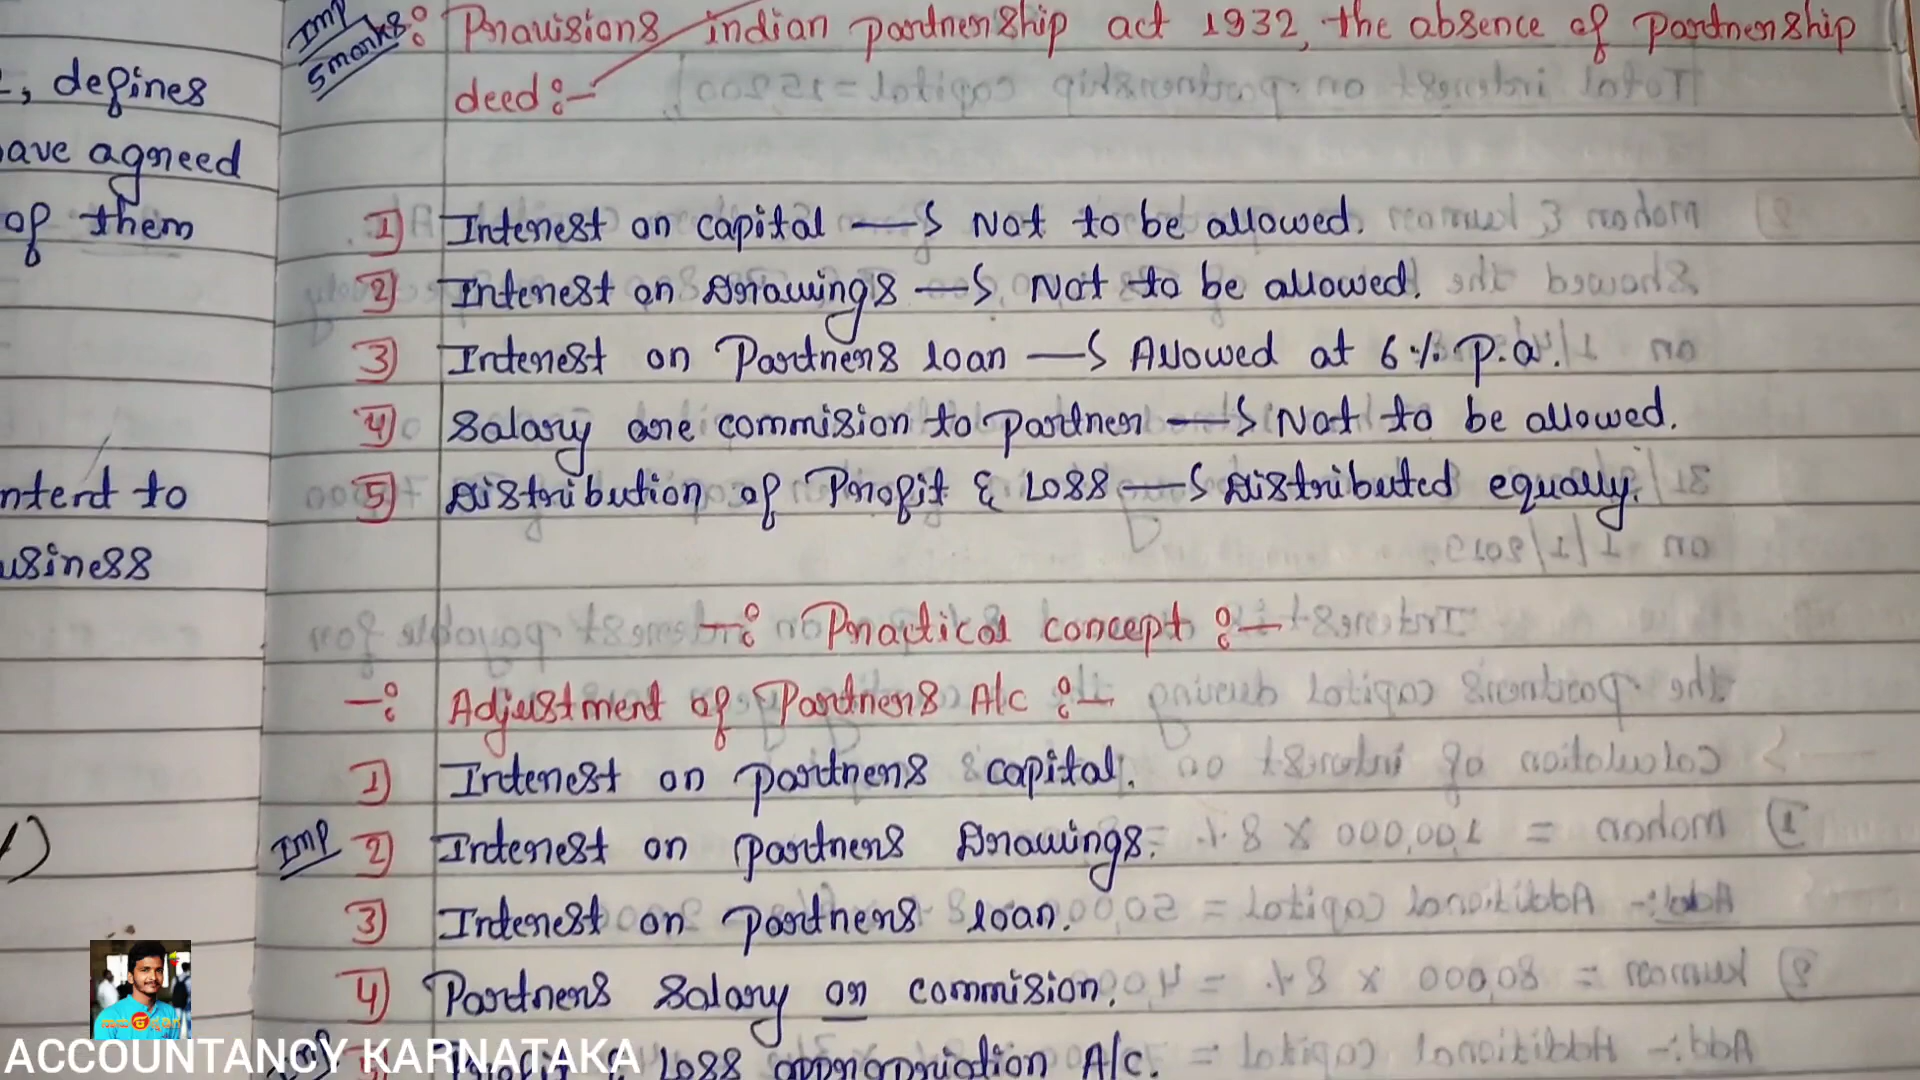 IMP
5 marks
Provisions indian partnership act 1932, the absence of partnership
deed :-
1) Interest on capital → Not to be allowed.
2) Interest on Drawings → Not to be allowed.
3) Interest on Partners loan → Allowed at 6% P.a.
4) Salary are commision to partner → Not to be allowed.
5) Distribution of Profit & Loss → Distributed equally.
-: Practical concept :-
-: Adjustment of Partners A/c :-
1) Interest on partners capital.
IMP 2) Interest on partners Drawings.
3) Interest on partners loan.
4) Partners Salary or commision.
& Loss appropriation A/c.
, defines
ave agreed
of them
ntend to
usiness
ACCOUNTANCY KARNATAKA